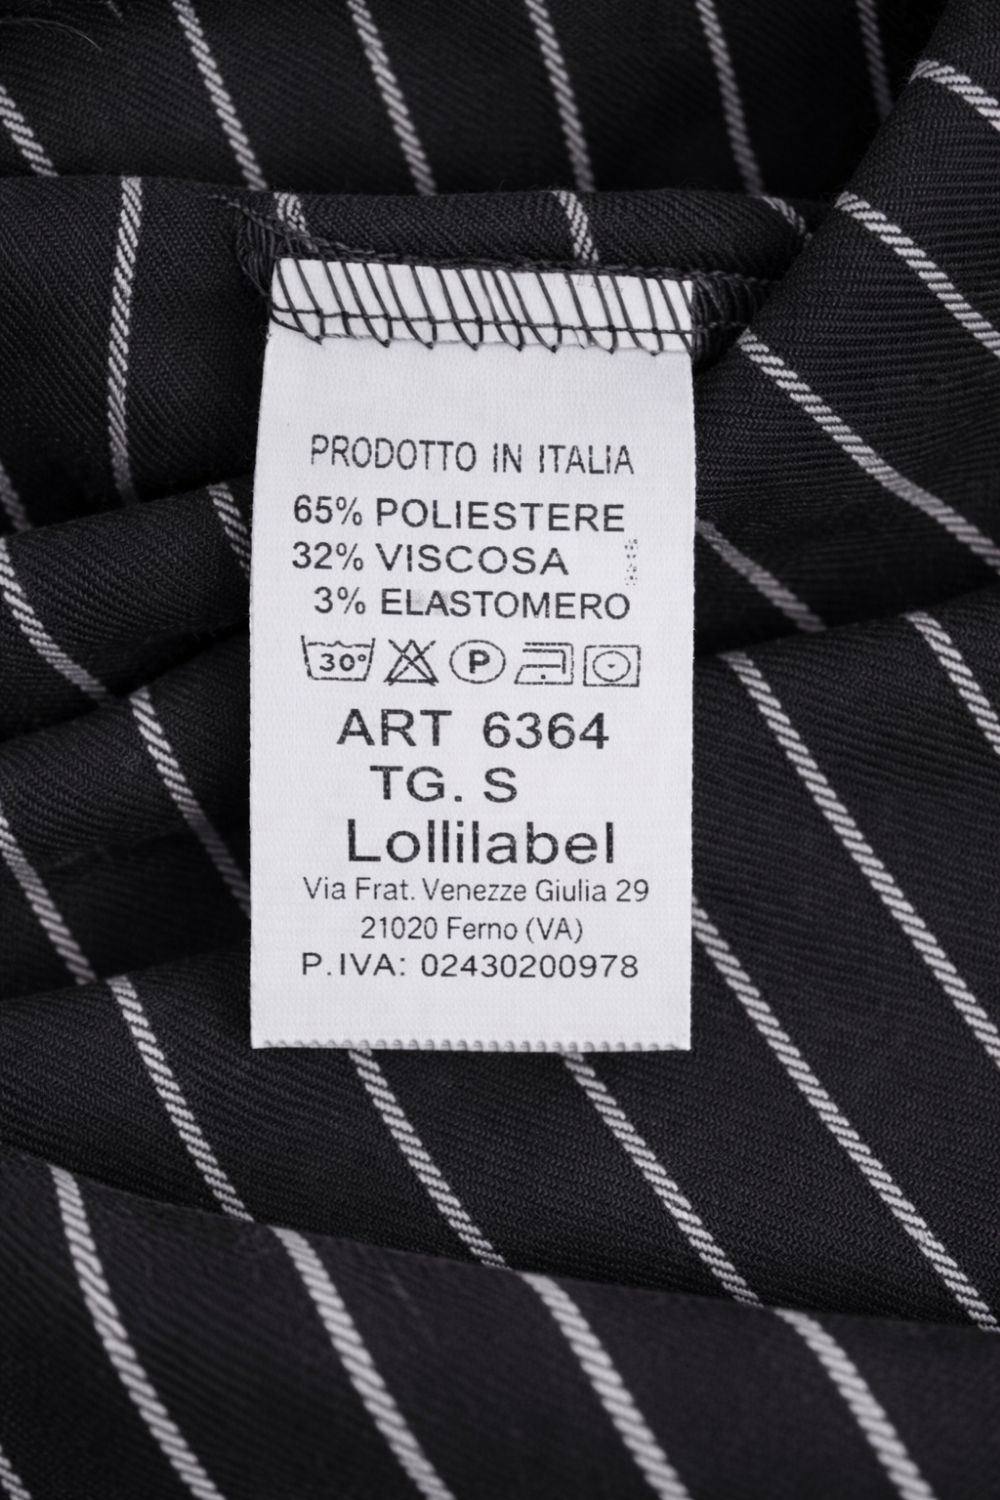 PRODOTTO IN ITALIA
65% POLIESTERE
32% VISCOSA
3% ELASTOMERO
30° P
ART 6364
TG. S
Lollilabel
Via Frat. Venezze Giulia 29
21020 Ferno (VA)
P.IVA: 02430200978